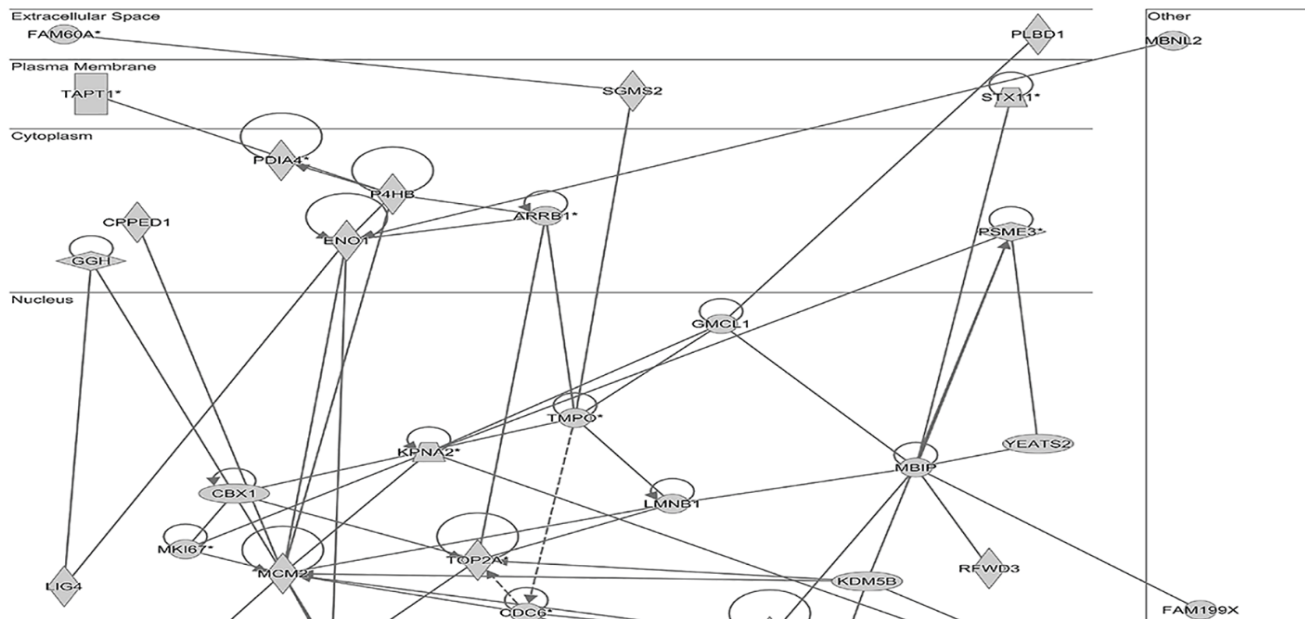 Extracellular Space
Other
FAM60A*
PLBD1
MBNL2
Plasma Membrane
TAPT1*
SGMS2
STX11*
Cytoplasm
PDIA4*
P4HB
ARRB1*
CPPED1
PSME3*
ENO1
GGH
Nucleus
GMCL1
TMPO*
KPNA2*
YEATS2
MBIP
CBX1
LMNB1
MKI67*
TOP2A*
RFWD3
MCM2*
KDM5B
LIG4
CDC6*
FAM199X